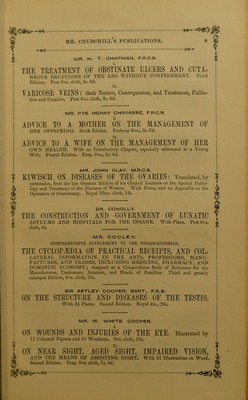 MR. CHURCHILL'S PUBLICATIONS.
MR. H. T. CHAPMAN, F.R.C.S.
I.
THE TREATMENT OF OBSTINATE ULCERS AND CUTA-
NEOUS ERUPTIONS OF THE LEG WITHOUT CONFINEMENT. Third
Edition. Post 8vo. cloth, 3s. 6d.
II.
VARICOSE VEINS: their Nature, Consequences, and Treatment, Pallia-
tive and Curative. Post 8vo. cloth, 3s. 6d.
MR. PYE HENRY CHAVASSE, F.R.C.S.
I.
ADVICE TO A MOTHER ON THE MANAGEMENT OF
HER OFFSPRING. Sixth Edition. Foolscap 8vo., 2s. 6d.
II.
ADVICE TO A WIFE ON THE MANAGEMENT OF HER
OWN HEALTH. With an Introductory Chapter, especially addressed to a Young
Wife. Fourth Edition. Fcap. 8vo., 2s. 6d.
MR. JOHN CLAY, M.R.C.S.
KIWISCH ON DISEASES OF THE OVARIES: Translated, by
permission, from the last German Edition of his Clinical Lectures on the Special Patho-
logy and Treatment of the Diseases of Women. With Notes, and an Appendix on the
Operation of Ovariotomy. Royal 12mo. cloth, 16s.
DR. CONOLLY.
THE CONSTRUCTION AND GOVERNMENT OF LUNATIC
ASYLUMS AND HOSPITALS FOR THE INSANE. With Plans. Post 8vo.
cloth, 6s.
MR. COOLEY.
COMPREHENSIVE SUPPLEMENT TO THE PHARMACOPŒIAS.
THE CYCLOPÆDIA OF PRACTICAL RECEIPTS, AND COL-
LATERAL INFORMATION IN THE ARTS, PROFESSIONS, MANU-
FACTURES, AND TRADES, INCLUDING MEDICINE, PHARMACY, AND
DOMESTIC ECONOMY; designed as a Compendious Book of Reference for the
Manufacturer, Tradesman, Amateur, and Heads of Families. Third and greatly
enlarged Edition, 8vo. cloth,
SIR ASTLEY COOPER, BART., F.R.S.
ON THE STRUCTURE AND DISEASES OF THE TESTIS.
With 24 Plates. Second Edition. Royal 4to., 20s.
MR. W. WHITE COOPER.
I.
ON WOUNDS AND INJURIES OF THE EYE. Illustrated by
17 Coloured Figures and 41 Woodcuts. 8vo. cloth, 12s.
II.
ON NEAR SIGHT, AGED SIGHT, IMPAIRED VISION,
AND THE MEANS OF ASSISTING SIGHT. With 31 Illustrations on Wood.
Second Edition. Fcap. 8vo. cloth, 7s. 6d.